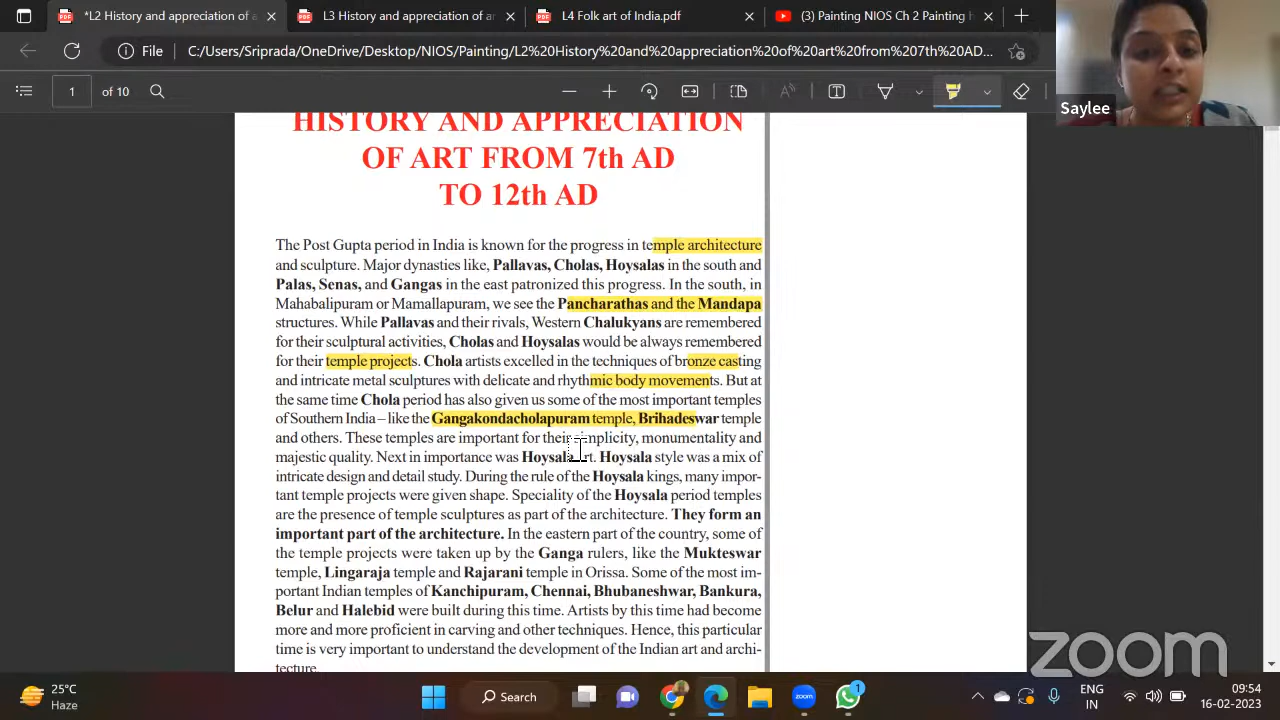 *L2 History and appreciation of a
L3 History and appreciation of ar
L4 Folk art of India.pdf
(3) Painting NIOS Ch 2 Painting H
File
C:/Users/Sriprada/OneDrive/Desktop/NIOS/Painting/L2%20History%20and%20appreciation%20of%20art%20from%207th%20AD...
1 of 10
Saylee
HISTORY AND APPRECIATION
OF ART FROM 7th AD
TO 12th AD
The Post Gupta period in India is known for the progress in temple architecture
and sculpture. Major dynasties like, Pallavas, Cholas, Hoysalas in the south and
Palas, Senas, and Gangas in the east patronized this progress. In the south, in
Mahabalipuram or Mamallapuram, we see the Pancharathas and the Mandapa
structures. While Pallavas and their rivals, Western Chalukyans are remembered
for their sculptural activities, Cholas and Hoysalas would be always remembered
for their temple projects. Chola artists excelled in the techniques of bronze casting
and intricate metal sculptures with delicate and rhythmic body movements. But at
the same time Chola period has also given us some of the most important temples
of Southern India – like the Gangakondacholapuram temple, Brihadeswar temple
and others. These temples are important for their simplicity, monumentality and
majestic quality. Next in importance was Hoysala art. Hoysala style was a mix of
intricate design and detail study. During the rule of the Hoysala kings, many impor-
tant temple projects were given shape. Speciality of the Hoysala period temples
are the presence of temple sculptures as part of the architecture. They form an
important part of the architecture. In the eastern part of the country, some of
the temple projects were taken up by the Ganga rulers, like the Mukteswar
temple, Lingaraja temple and Rajarani temple in Orissa. Some of the most im-
portant Indian temples of Kanchipuram, Chennai, Bhubaneshwar, Bankura,
Belur and Halebid were built during this time. Artists by this time had become
more and more proficient in carving and other techniques. Hence, this particular
time is very important to understand the development of the Indian art and archi-
tecture.
zoom
25°C
Haze
Search
zoom
1
ENG
IN
09:54
16-02-2023